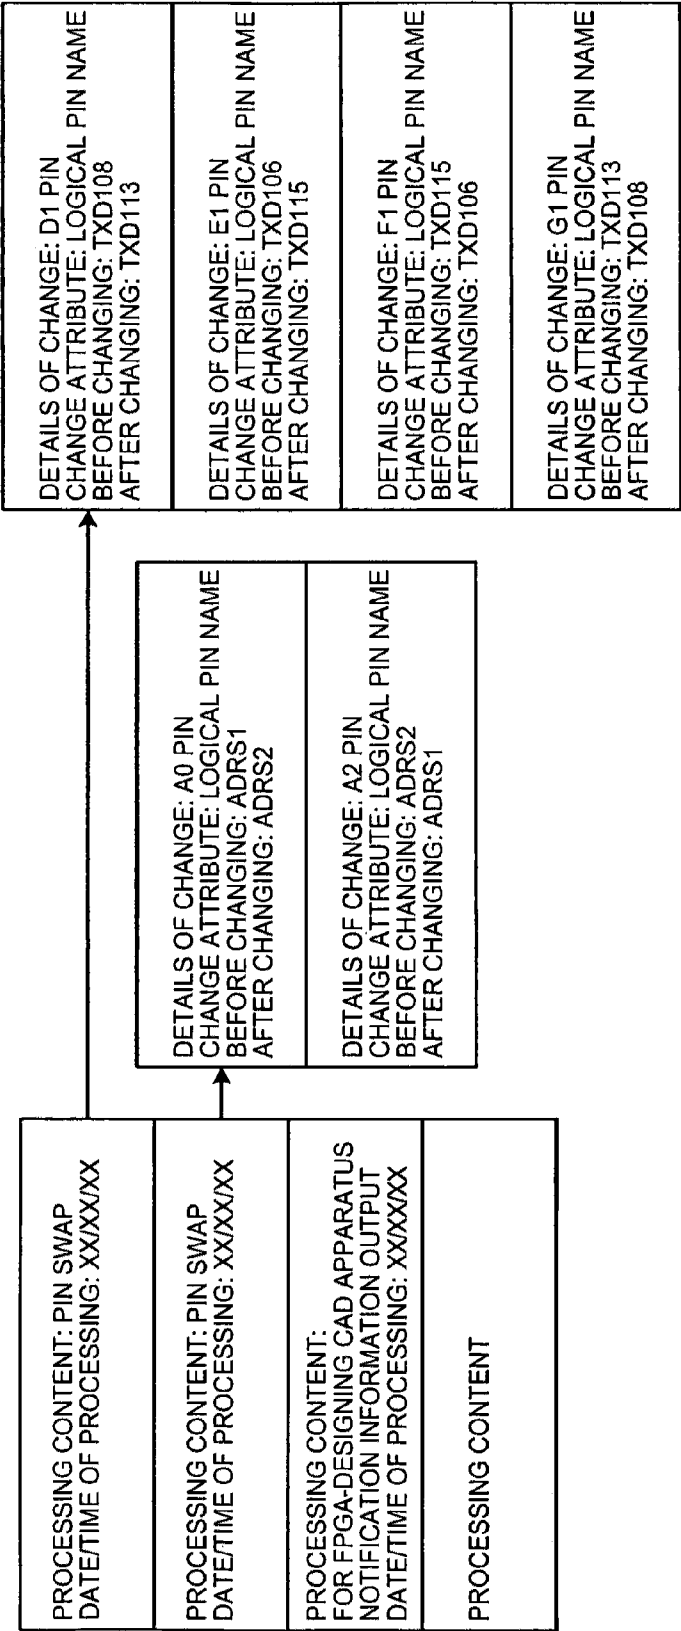 PROCESSING CONTENT: PIN SWAP
DATE/TIME OF PROCESSING: XX/XX/XX
PROCESSING CONTENT: PIN SWAP
DATE/TIME OF PROCESSING: XX/XX/XX
PROCESSING CONTENT:
FOR FPGA-DESIGNING CAD APPARATUS
NOTIFICATION INFORMATION OUTPUT
DATE/TIME OF PROCESSING: XX/XX/XX
PROCESSING CONTENT
DETAILS OF CHANGE: A0 PIN
CHANGE ATTRIBUTE: LOGICAL PIN NAME
BEFORE CHANGING: ADRS1
AFTER CHANGING: ADRS2
DETAILS OF CHANGE: A2 PIN
CHANGE ATTRIBUTE: LOGICAL PIN NAME
BEFORE CHANGING: ADRS2
AFTER CHANGING: ADRS1
DETAILS OF CHANGE: D1 PIN
CHANGE ATTRIBUTE: LOGICAL PIN NAME
BEFORE CHANGING: TXD108
AFTER CHANGING: TXD113
DETAILS OF CHANGE: E1 PIN
CHANGE ATTRIBUTE: LOGICAL PIN NAME
BEFORE CHANGING: TXD106
AFTER CHANGING: TXD115
DETAILS OF CHANGE: F1 PIN
CHANGE ATTRIBUTE: LOGICAL PIN NAME
BEFORE CHANGING: TXD115
AFTER CHANGING: TXD106
DETAILS OF CHANGE: G1 PIN
CHANGE ATTRIBUTE: LOGICAL PIN NAME
BEFORE CHANGING: TXD113
AFTER CHANGING: TXD108